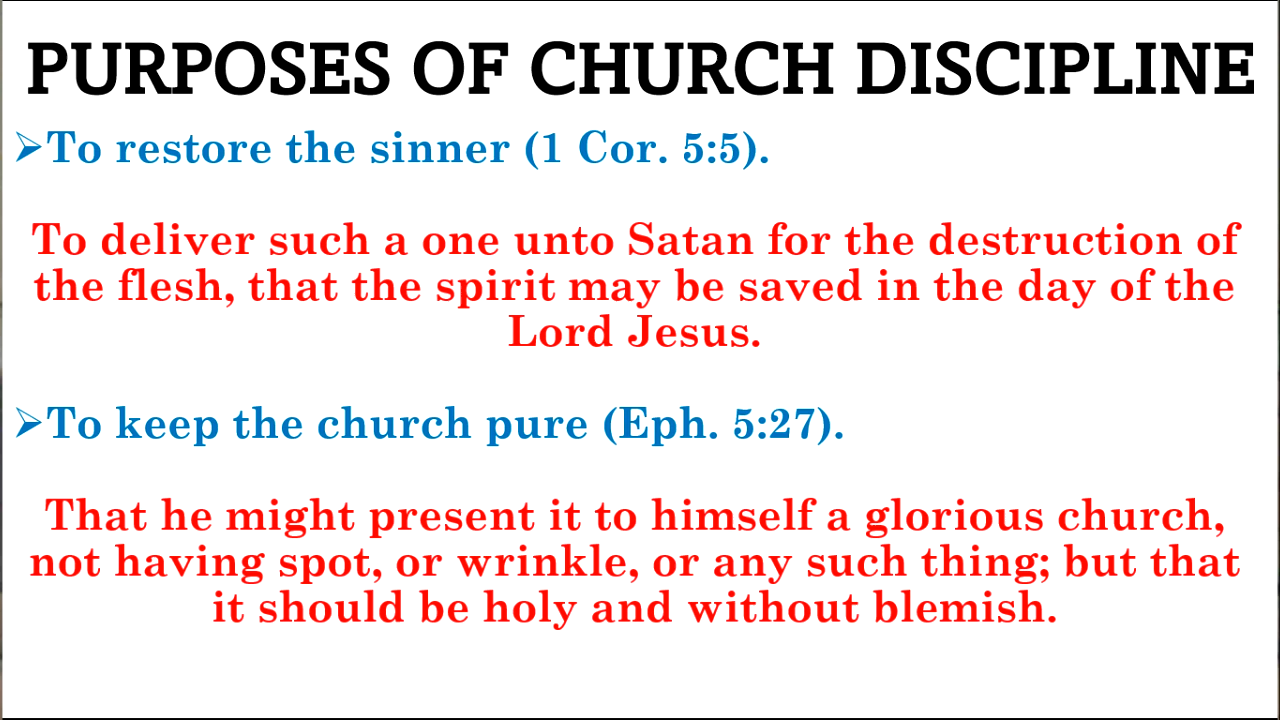 PURPOSES OF CHURCH DISCIPLINE
➢To restore the sinner (1 Cor. 5:5).
To deliver such a one unto Satan for the destruction of
the flesh, that the spirit may be saved in the day of the
Lord Jesus.
➢To keep the church pure (Eph. 5:27).
That he might present it to himself a glorious church,
not having spot, or wrinkle, or any such thing; but that
it should be holy and without blemish.